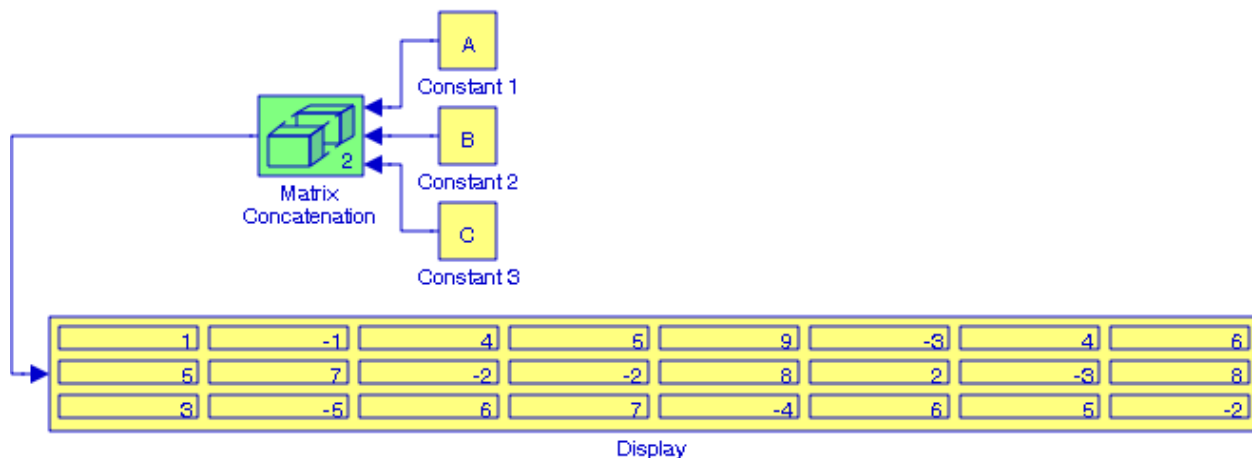 A
Constant 1
B
Constant 2
2
Matrix
Concatenation
C
Constant 3
1 -1 4 5 9 -3 4 6
5 7 -2 -2 8 2 -3 8
3 -5 6 7 -4 6 5 -2
Display